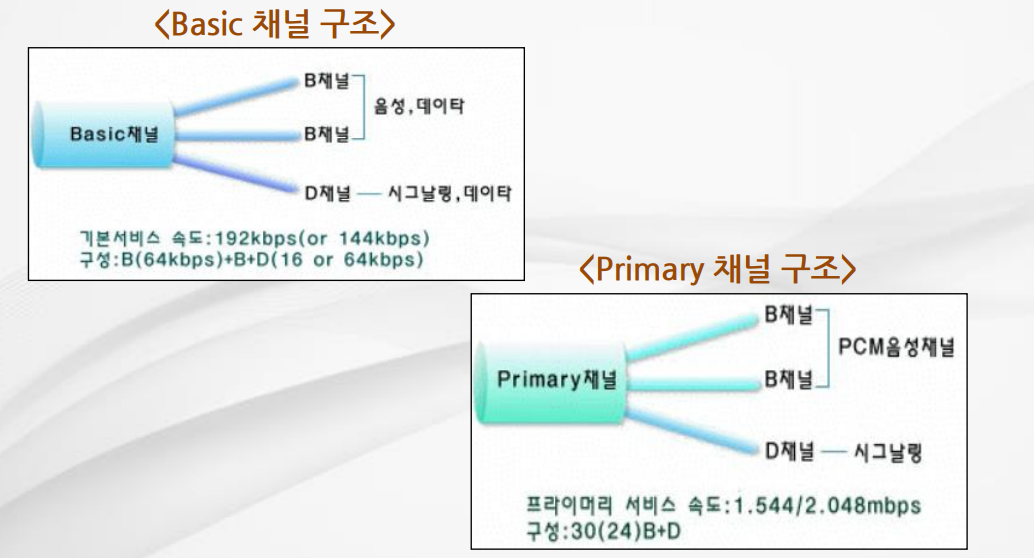 <Basic 채널 구조>
B채널
음성,데이타
Basic채널
B채널
D채널 — 시그날링,데이타
기본서비스 속도:192kbps(or 144kbps)
구성:B(64kbps)+B+D(16 or 64kbps)
<Primary 채널 구조>
B채널
PCM음성채널
Primary채널
B채널
D채널 — 시그날링
프라이머리 서비스 속도:1.544/2.048mbps
구성:30(24)B+D